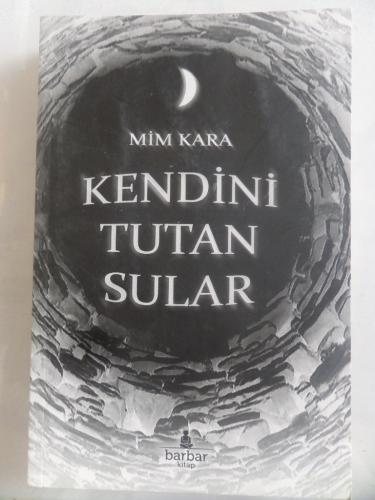 MİM KARA
KENDİNİ
TUTAN
SULAR
barbar
kitap